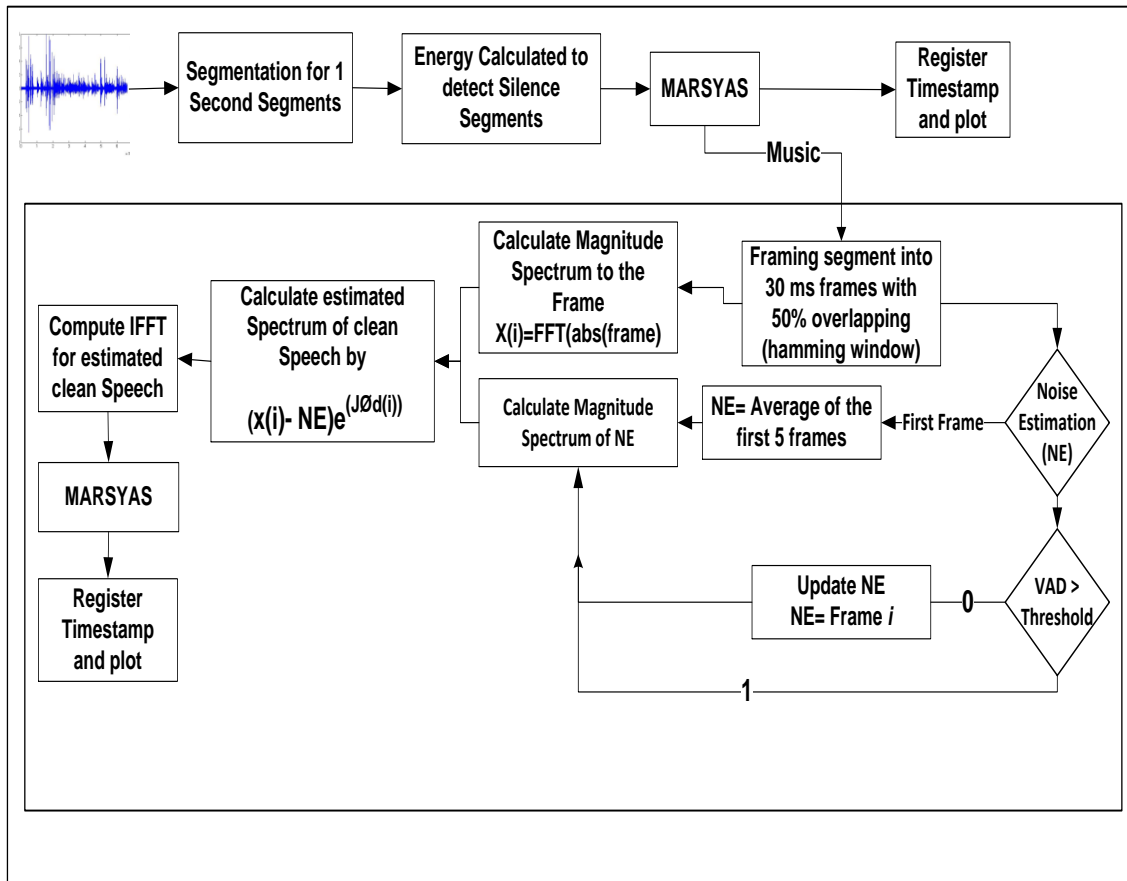 Segmentation for 1
Second Segments
Energy Calculated to
detect Silence
Segments
MARSYAS
Register
Timestamp
and plot
Music
Calculate Magnitude
Spectrum to the
Frame
X(i)=FFT(abs(frame)
Framing segment into
30 ms frames with
50% overlapping
(hamming window)
Calculate estimated
Spectrum of clean
Speech by
(x(i)- NE)e^(JØd(i))
Compute IFFT
for estimated
clean Speech
Calculate Magnitude
Spectrum of NE
NE= Average of the
first 5 frames
First Frame
Noise
Estimation
(NE)
MARSYAS
Register
Timestamp
and plot
Update NE
NE= Frame i
0
VAD >
Threshold
1